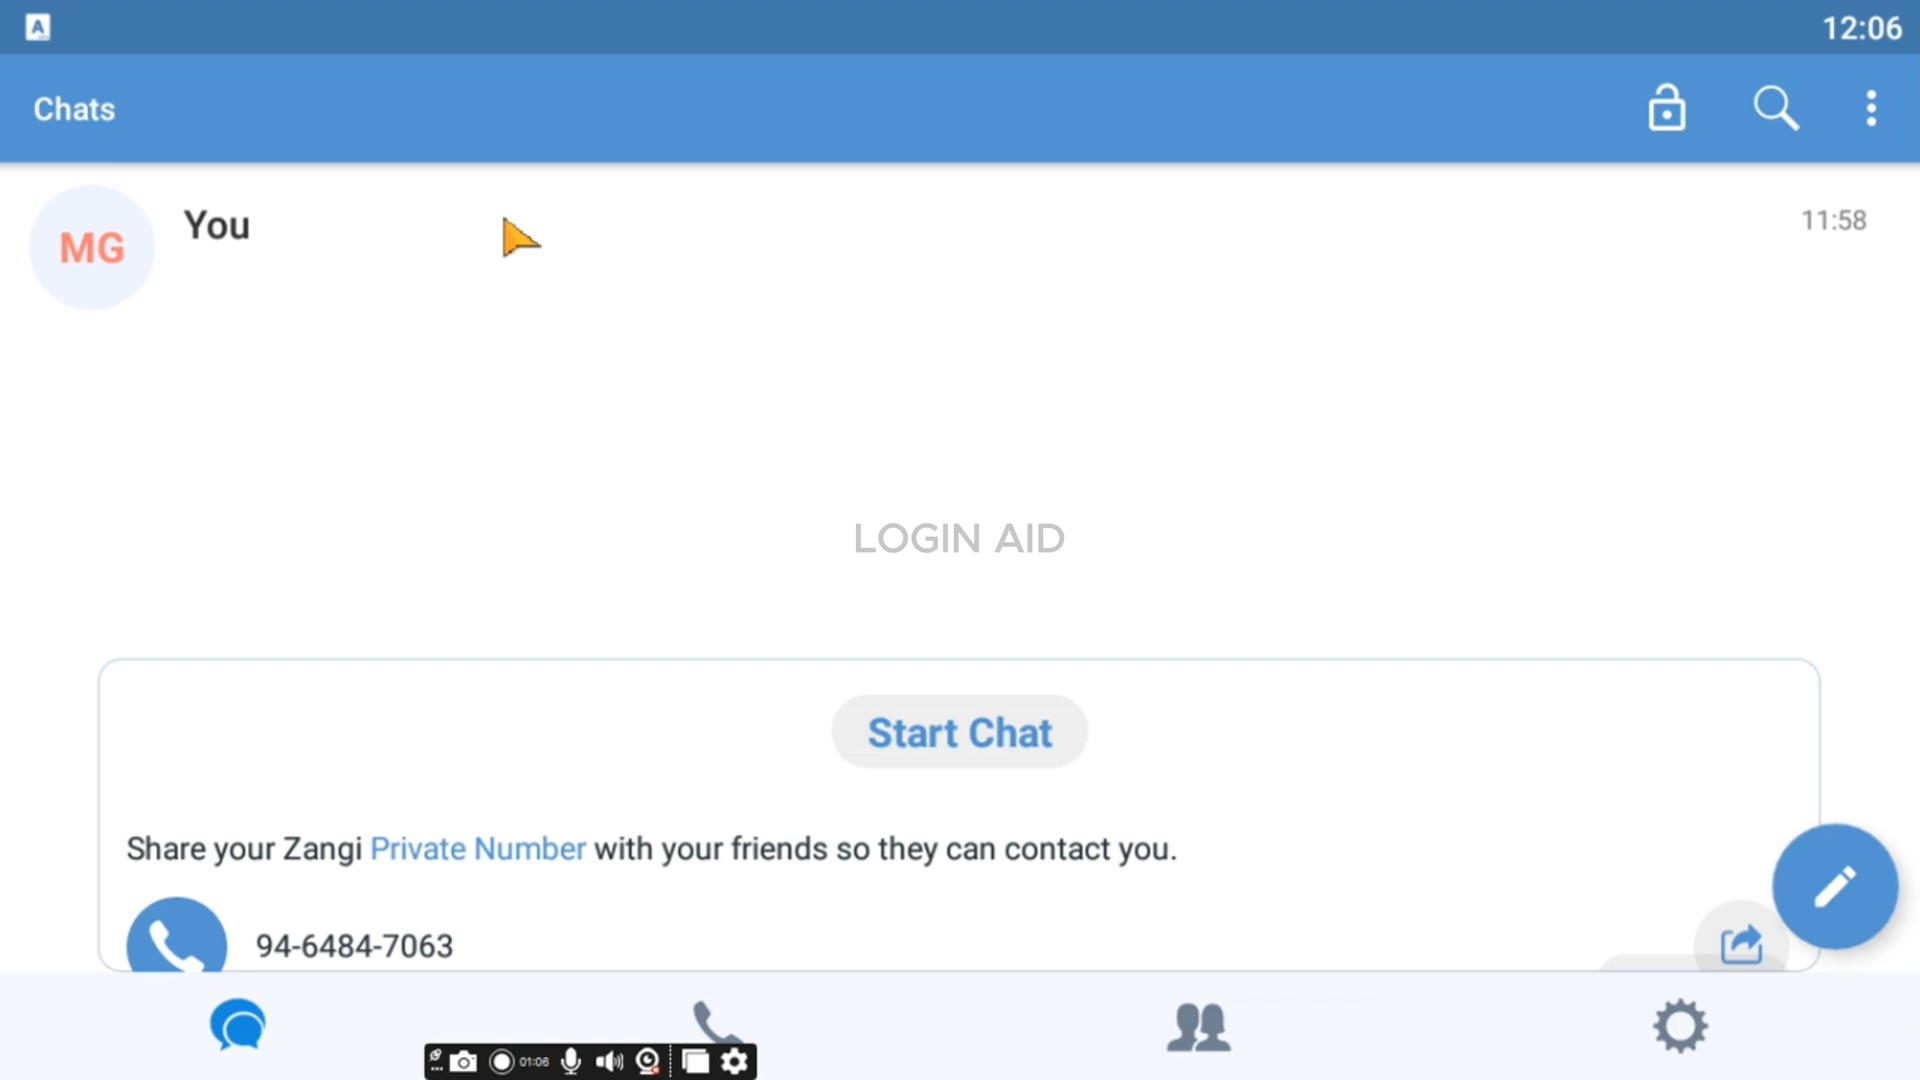 A
12:06
Chats
MG
You
11:58
LOGIN AID
Start Chat
Share your Zangi Private Number with your friends so they can contact you.
94-6484-7063
01:06